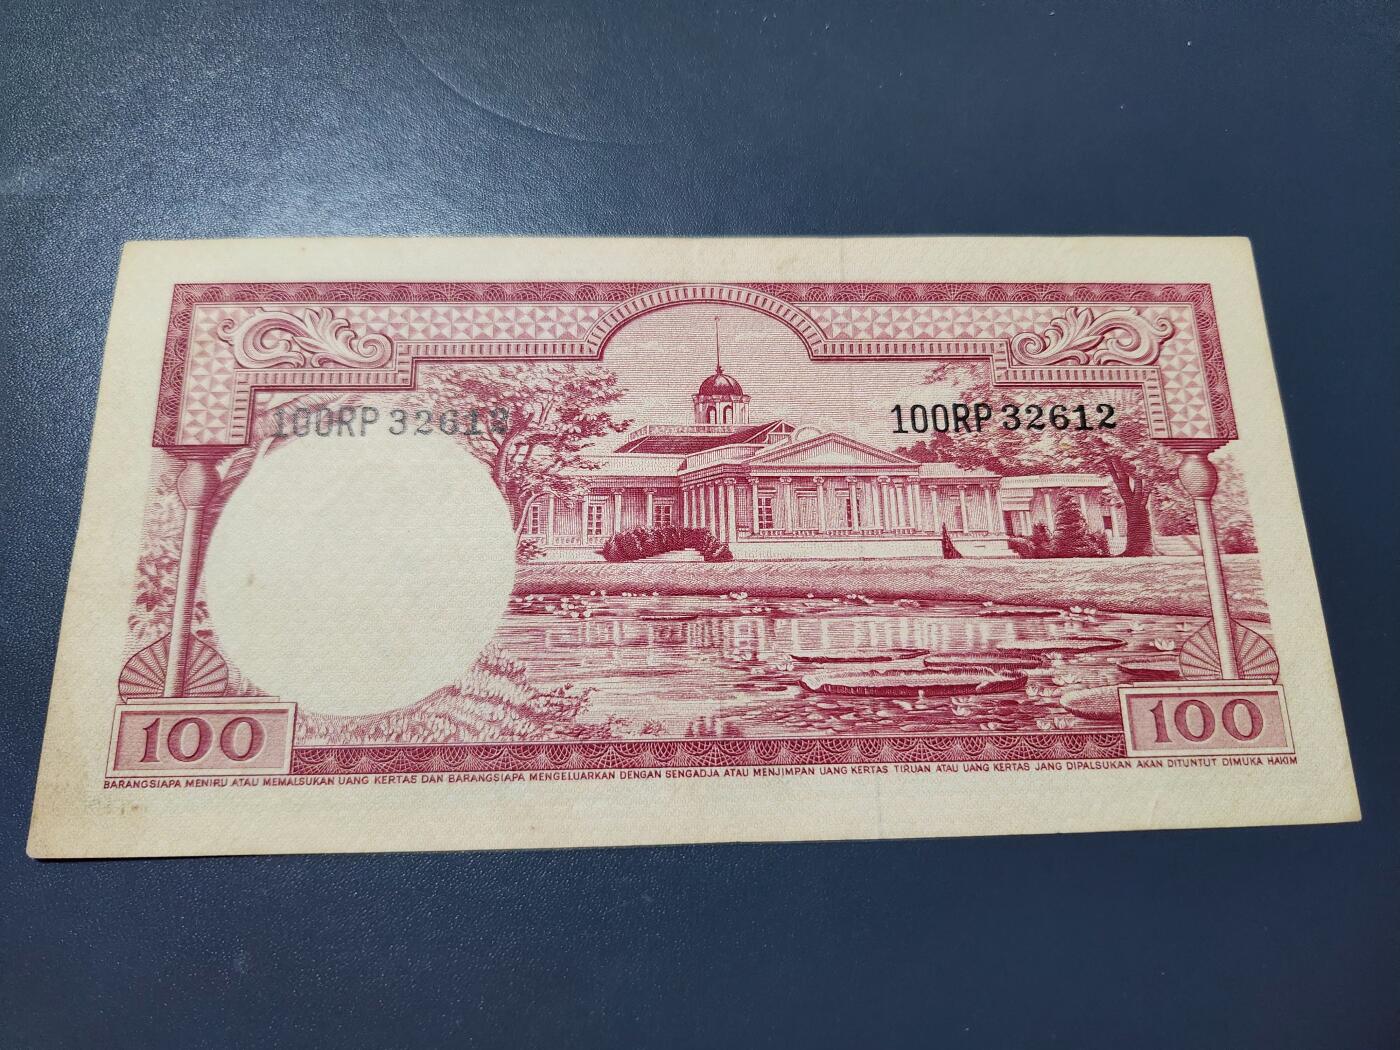 100RP 32612 100RP 32612
100 100
BARANGSIAPA MENIRU ATAU MEMALSUKAN UANG KERTAS DAN BARANGSIAPA MENGELUARKAN DENGAN SENGADJA ATAU MENJIMPAN UANG KERTAS TIRUAN ATAU UANG KERTAS JANG DIPALSUKAN AKAN DITUNTUT DIMUKA HAKIM